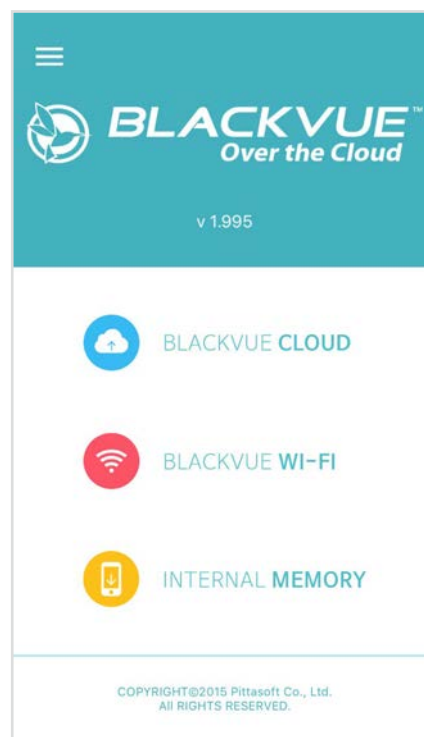 BLACKVUE™
Over the Cloud
v 1.995
BLACKVUE CLOUD
BLACKVUE WI-FI
INTERNAL MEMORY
COPYRIGHT©2015 Pittasoft Co., Ltd.
All RIGHTS RESERVED.